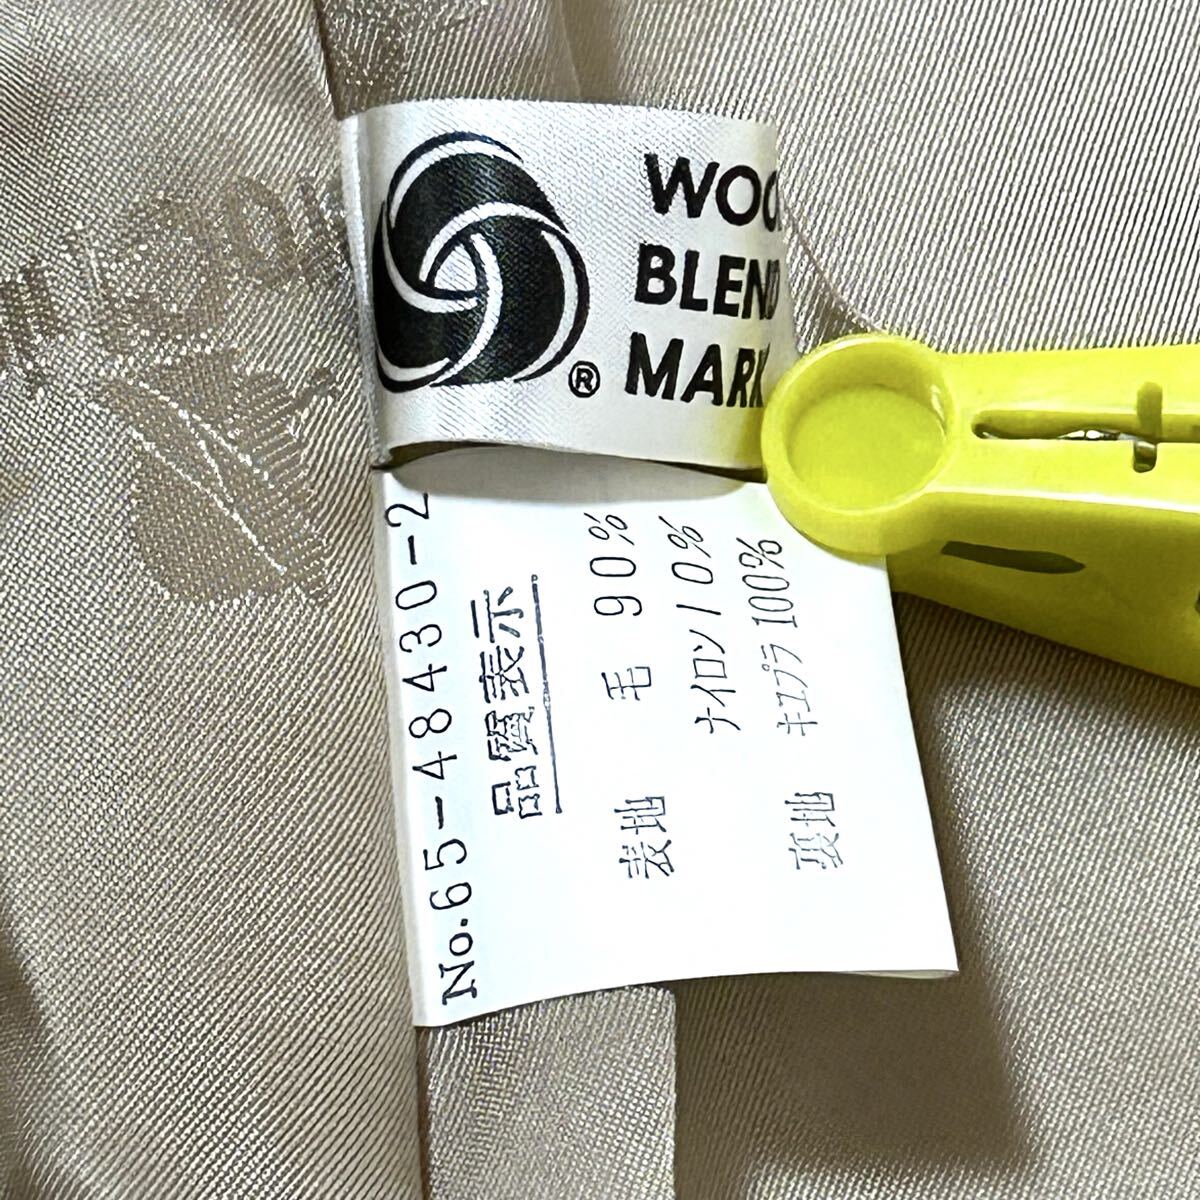 WOO
BLEND
MARK
®
No.65-48430-2
品質表示
表地 毛 90%
ナイロン10%
裏地 キュプラ100%